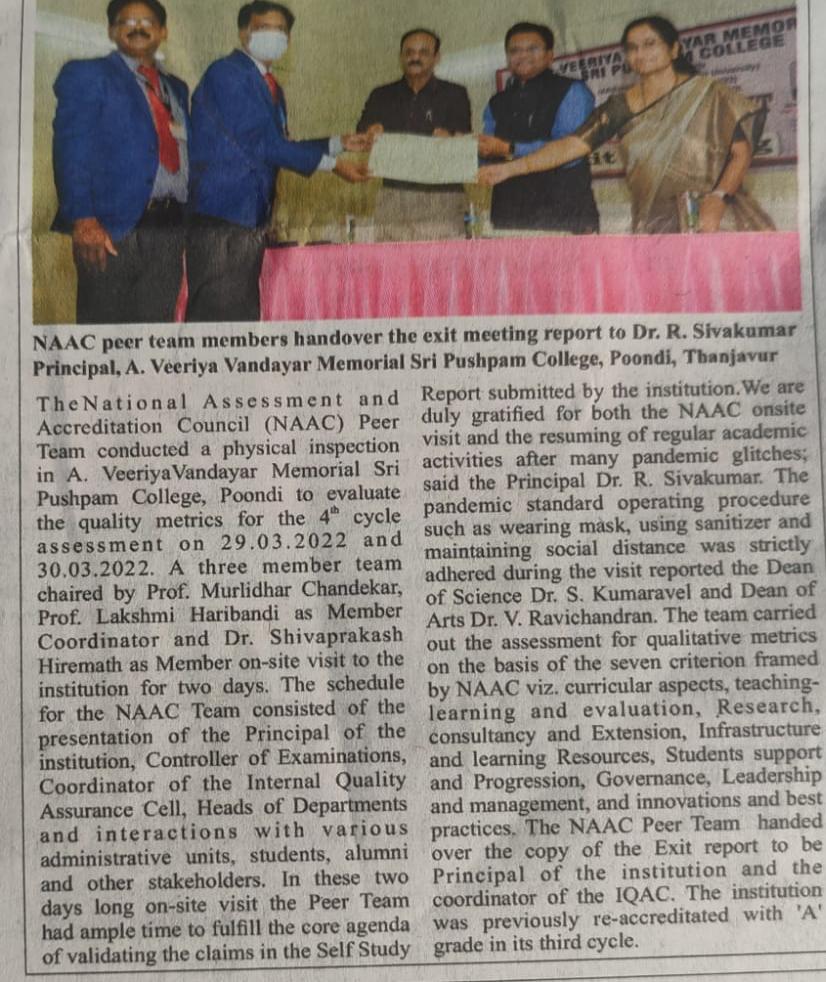 VEERIYA YAR MEMOR
SRI PU M COLLEGE
it
NAAC peer team members handover the exit meeting report to Dr. R. Sivakumar
Principal, A. Veeriya Vandayar Memorial Sri Pushpam College, Poondi, Thanjavur
TheNational Assessment and
Accreditation Council (NAAC) Peer
Team conducted a physical inspection
in A. VeeriyaVandayar Memorial Sri
Pushpam College, Poondi to evaluate
the quality metrics for the 4th cycle
assessment on 29.03.2022 and
30.03.2022. A three member team
chaired by Prof. Murlidhar Chandekar,
Prof. Lakshmi Haribandi as Member
Coordinator and Dr. Shivaprakash
Hiremath as Member on-site visit to the
institution for two days. The schedule
for the NAAC Team consisted of the
presentation of the Principal of the
institution, Controller of Examinations,
Coordinator of the Internal Quality
Assurance Cell, Heads of Departments
and interactions with various
administrative units, students, alumni
and other stakeholders. In these two
days long on-site visit the Peer Team
had ample time to fulfill the core agenda
of validating the claims in the Self Study
Report submitted by the institution.We are
duly gratified for both the NAAC onsite
visit and the resuming of regular academic
activities after many pandemic glitches;
said the Principal Dr. R. Sivakumar. The
pandemic standard operating procedure
such as wearing mask, using sanitizer and
maintaining social distance was strictly
adhered during the visit reported the Dean
of Science Dr. S. Kumaravel and Dean of
Arts Dr. V. Ravichandran. The team carried
out the assessment for qualitative metrics
on the basis of the seven criterion framed
by NAAC viz. curricular aspects, teaching-
learning and evaluation, Research,
consultancy and Extension, Infrastructure
and learning Resources, Students support
and Progression, Governance, Leadership
and management, and innovations and best
practices. The NAAC Peer Team handed
over the copy of the Exit report to be
Principal of the institution and the
coordinator of the IQAC. The institution
was previously re-accreditated with 'A'
grade in its third cycle.